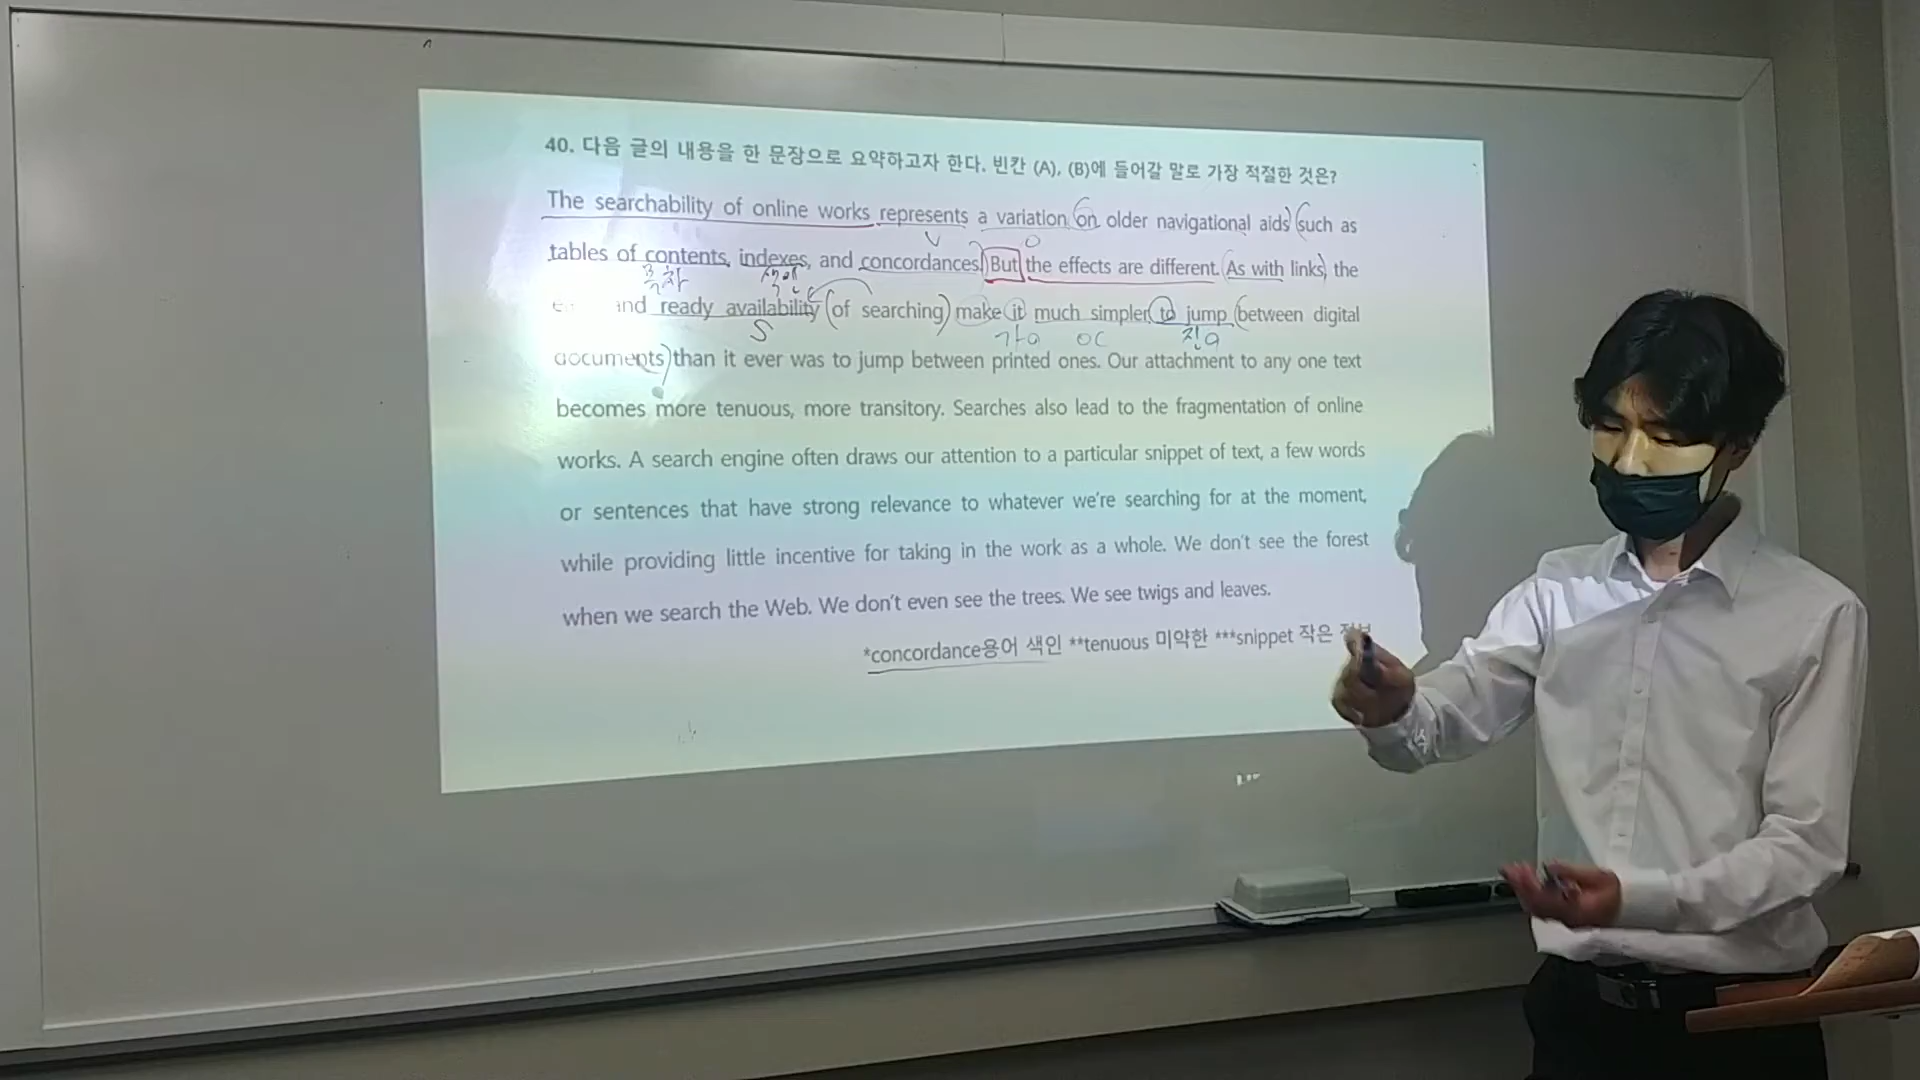 40. 다음 글의 내용을 한 문장으로 요약하고자 한다. 빈칸 (A), (B)에 들어갈 말로 가장 적절한 것은?
The searchability of online works represents a variation on older navigational aids such as
tables of contents, indexes, and concordances. But the effects are different. As with links, the
목차 색인
and ready availability of searching make it much simpler to jump between digital
S 가O OC 진O
documents than it ever was to jump between printed ones. Our attachment to any one text
becomes more tenuous, more transitory. Searches also lead to the fragmentation of online
works. A search engine often draws our attention to a particular snippet of text, a few words
or sentences that have strong relevance to whatever we're searching for at the moment,
while providing little incentive for taking in the work as a whole. We don't see the forest
when we search the Web. We don't even see the trees. We see twigs and leaves.
*concordance용어 색인 **tenuous 미약한 ***snippet 작은